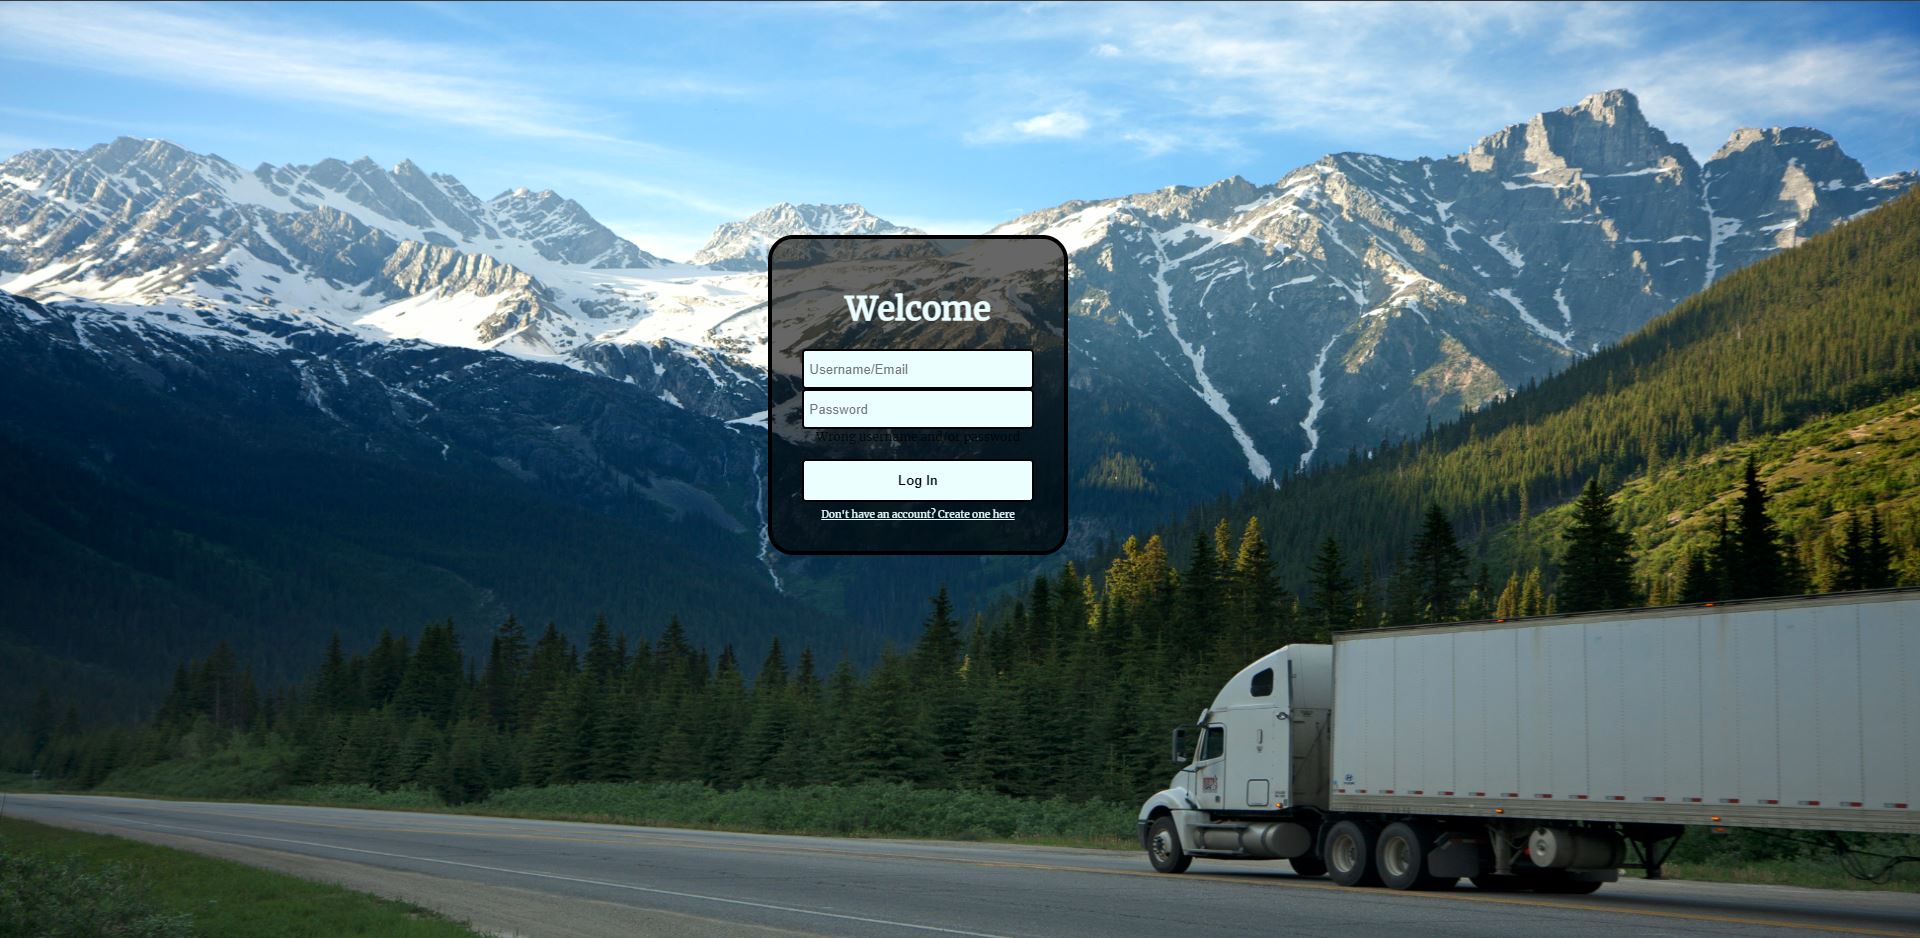 Welcome
Username/Email
Password
Wrong username and/or password
Log In
Don't have an account? Create one here